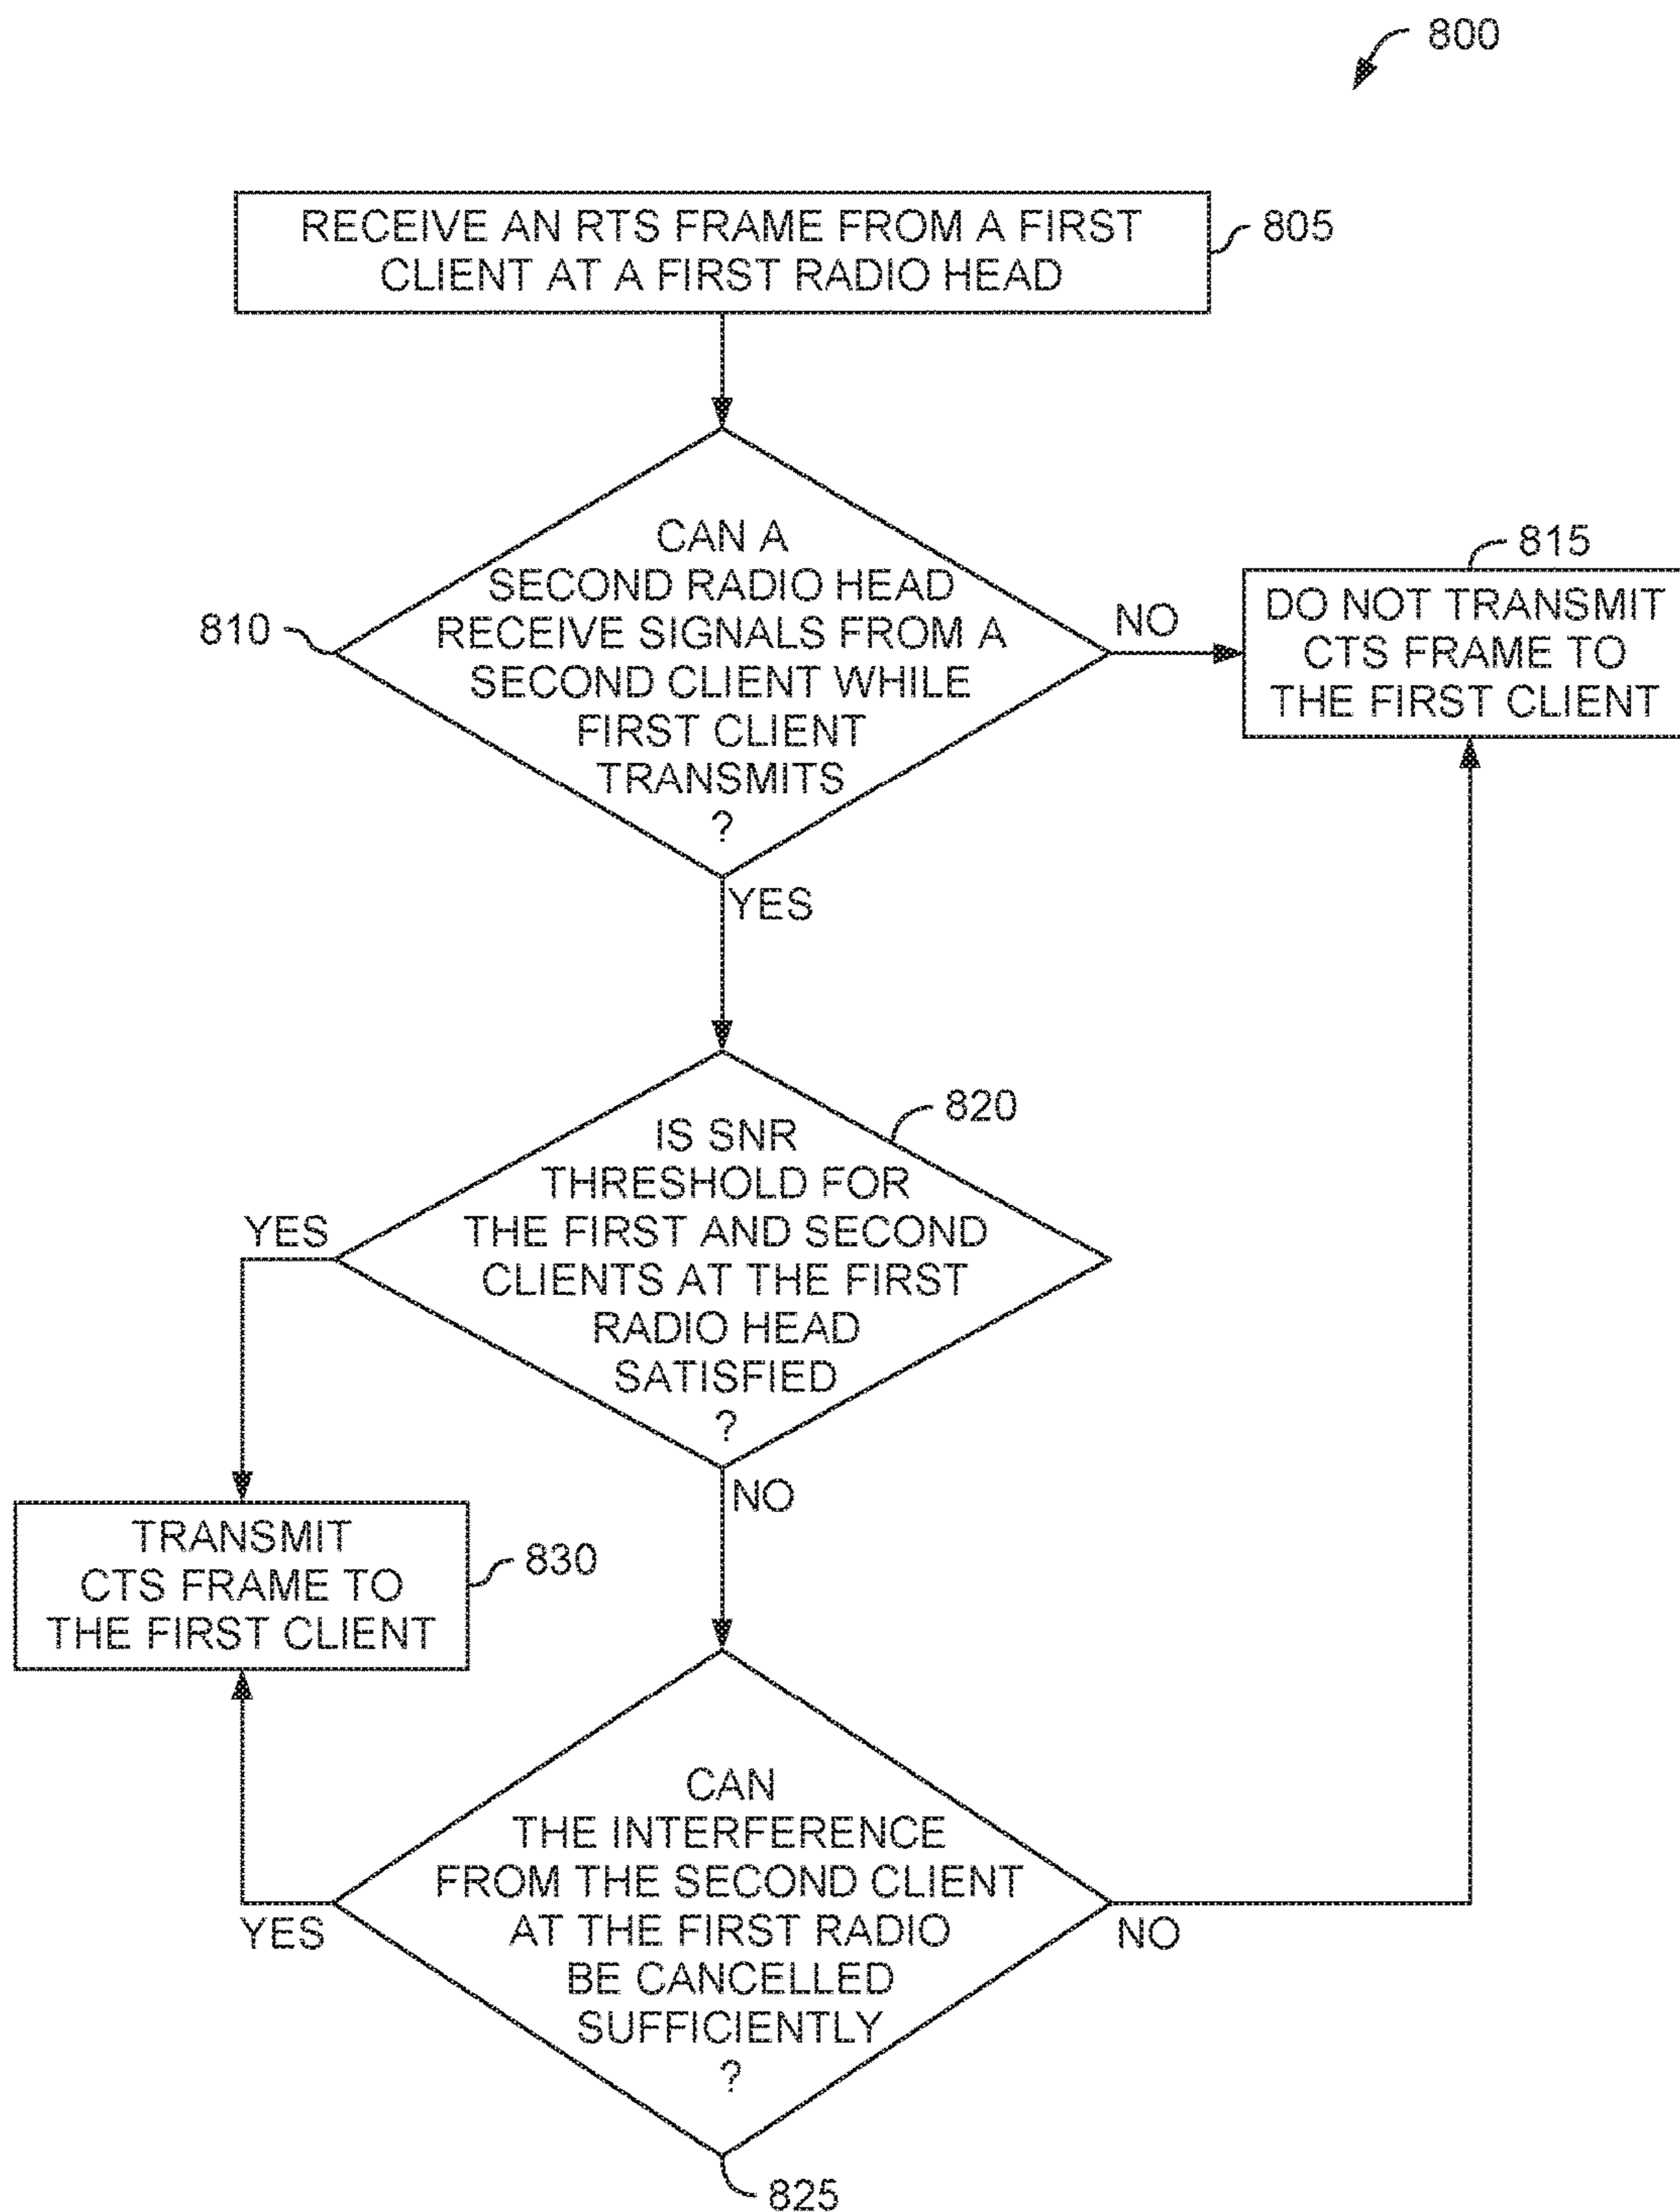 800
RECEIVE AN RTS FRAME FROM A FIRST
CLIENT AT A FIRST RADIO HEAD
805
CAN A
SECOND RADIO HEAD
RECEIVE SIGNALS FROM A
SECOND CLIENT WHILE
FIRST CLIENT
TRANSMITS
?
810
NO
815
DO NOT TRANSMIT
CTS FRAME TO
THE FIRST CLIENT
YES
820
IS SNR
THRESHOLD FOR
THE FIRST AND SECOND
CLIENTS AT THE FIRST
RADIO HEAD
SATISFIED
?
YES
NO
TRANSMIT
CTS FRAME TO
THE FIRST CLIENT
830
CAN
THE INTERFERENCE
FROM THE SECOND CLIENT
AT THE FIRST RADIO
BE CANCELLED
SUFFICIENTLY
?
YES
NO
825